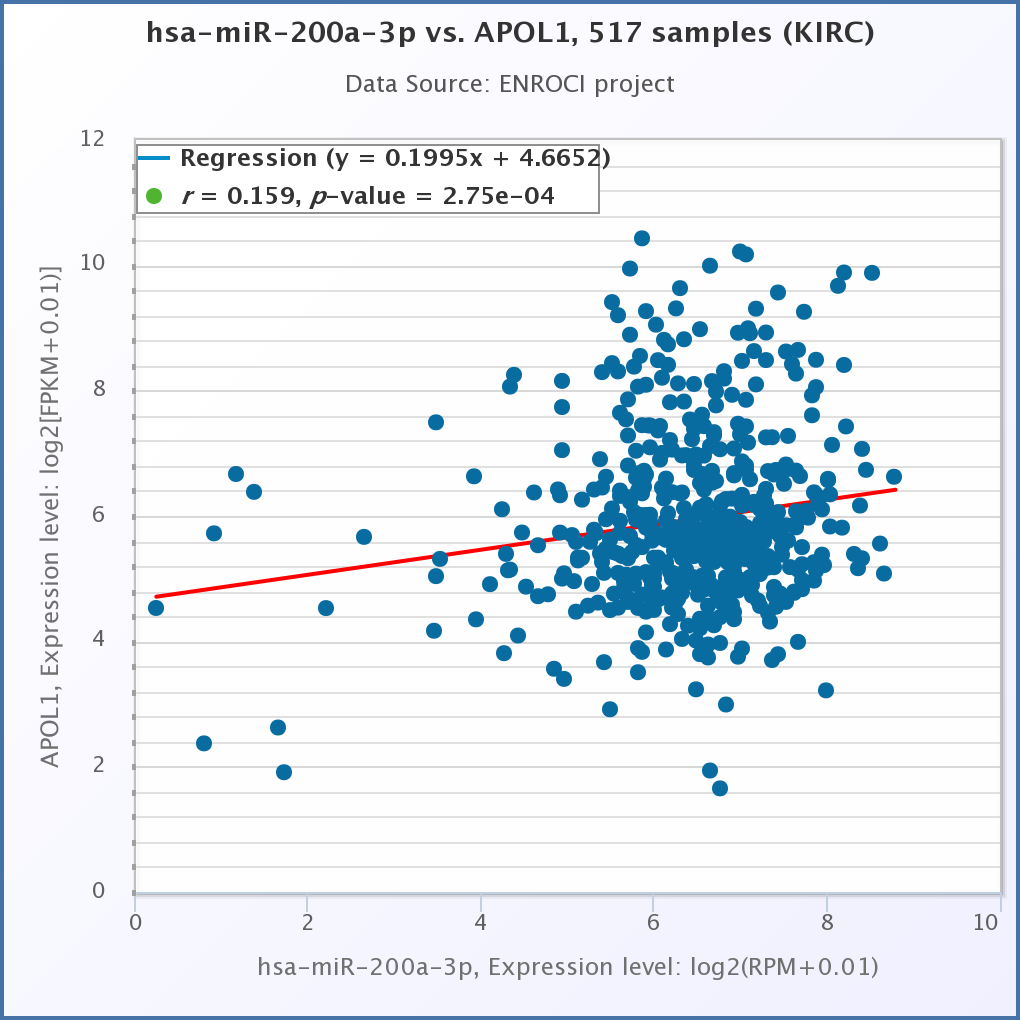 hsa-miR-200a-3p vs. APOL1, 517 samples (KIRC)
Data Source: ENROCI project
Regression (y = 0.1995x + 4.6652)
r = 0.159, p-value = 2.75e-04
APOL1, Expression level: log2[FPKM+0.01)]
12
10
8
6
4
2
0
0 2 4 6 8 10
hsa-miR-200a-3p, Expression level: log2(RPM+0.01)